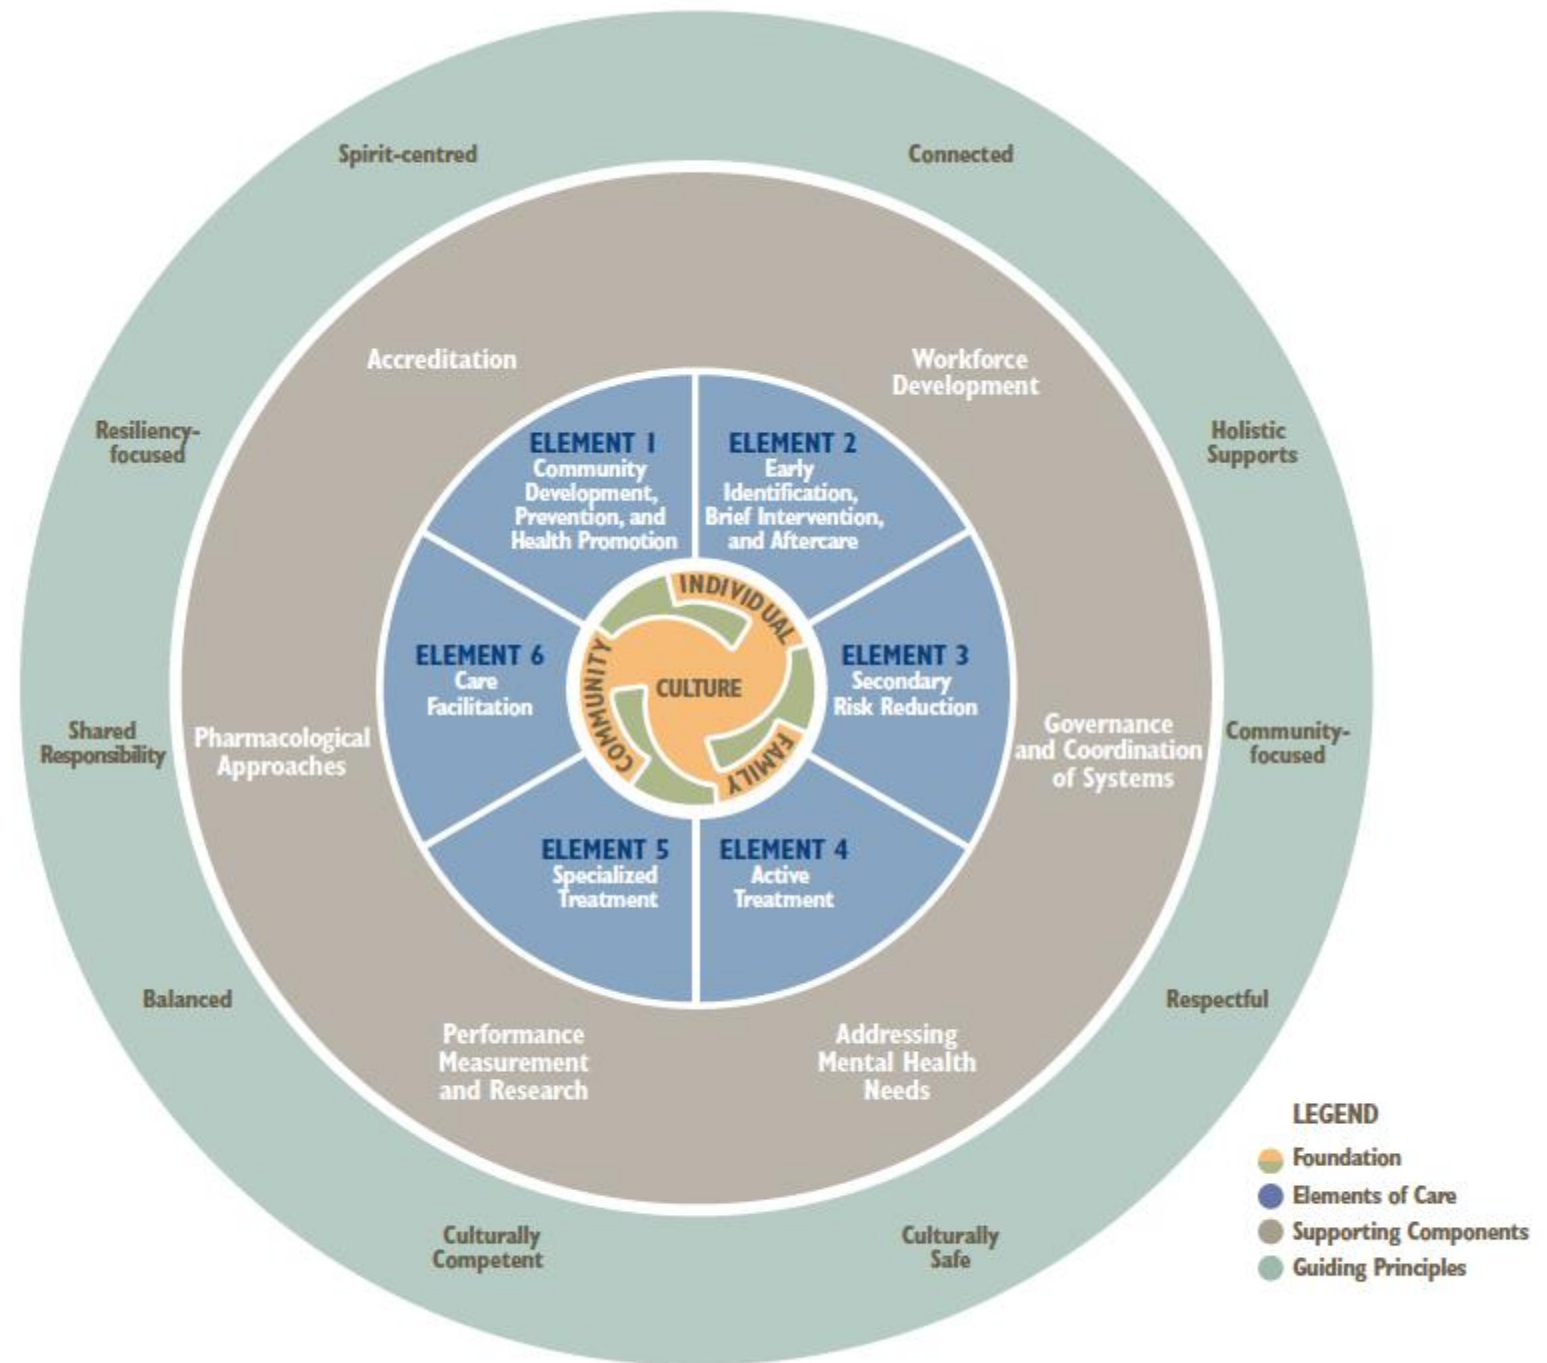 Spirit-centred
Connected
Accreditation
Workforce
Development
Resiliency-
focused
Holistic
Supports
ELEMENT 1
Community
Development,
Prevention, and
Health Promotion
ELEMENT 2
Early
Identification,
Brief Intervention,
and Aftercare
INDIVIDUAL
COMMUNITY
CULTURE
FAMILY
ELEMENT 6
Care
Facilitation
ELEMENT 3
Secondary
Risk Reduction
Shared
Responsibility
Pharmacological
Approaches
Governance
and Coordination
of Systems
Community-
focused
ELEMENT 5
Specialized
Treatment
ELEMENT 4
Active
Treatment
Balanced
Respectful
Performance
Measurement
and Research
Addressing
Mental Health
Needs
Culturally
Competent
Culturally
Safe
LEGEND
Foundation
Elements of Care
Supporting Components
Guiding Principles